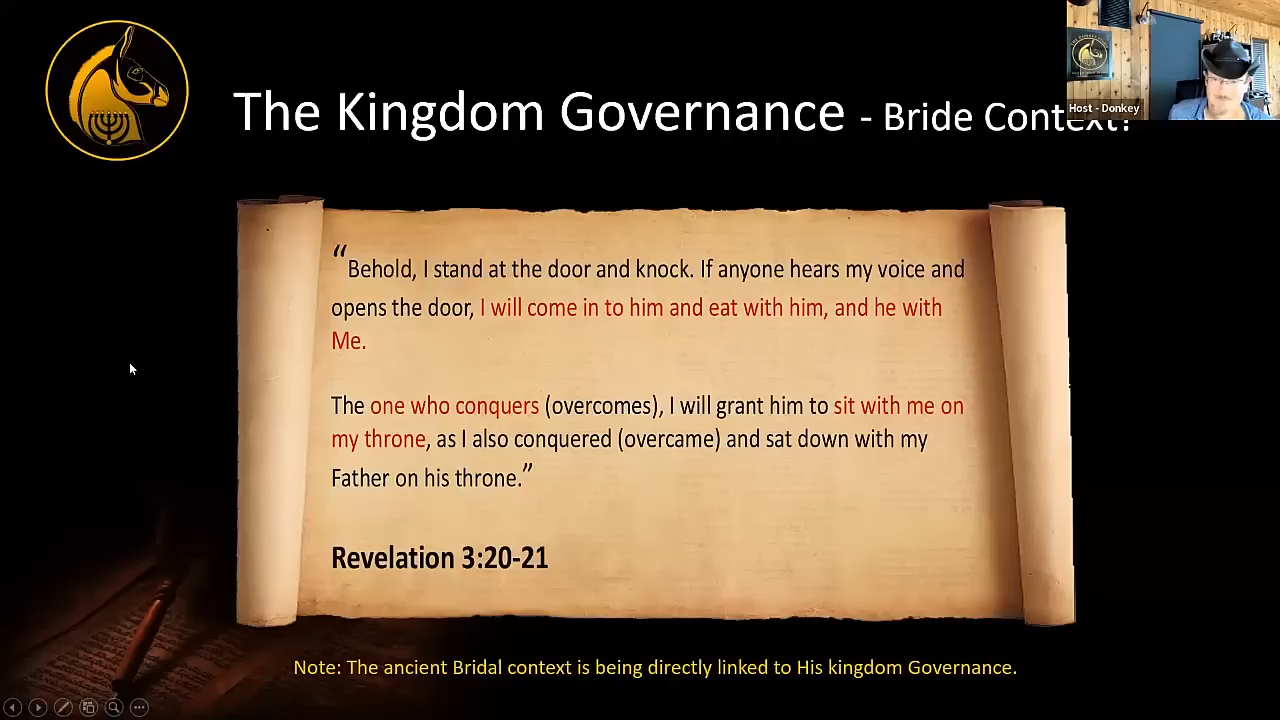 The Kingdom Governance - Bride Context?
Host - Donkey
“Behold, I stand at the door and knock. If anyone hears my voice and
opens the door, I will come in to him and eat with him, and he with
Me.
The one who conquers (overcomes), I will grant him to sit with me on
my throne, as I also conquered (overcame) and sat down with my
Father on his throne.”
Revelation 3:20-21
Note: The ancient Bridal context is being directly linked to His kingdom Governance.